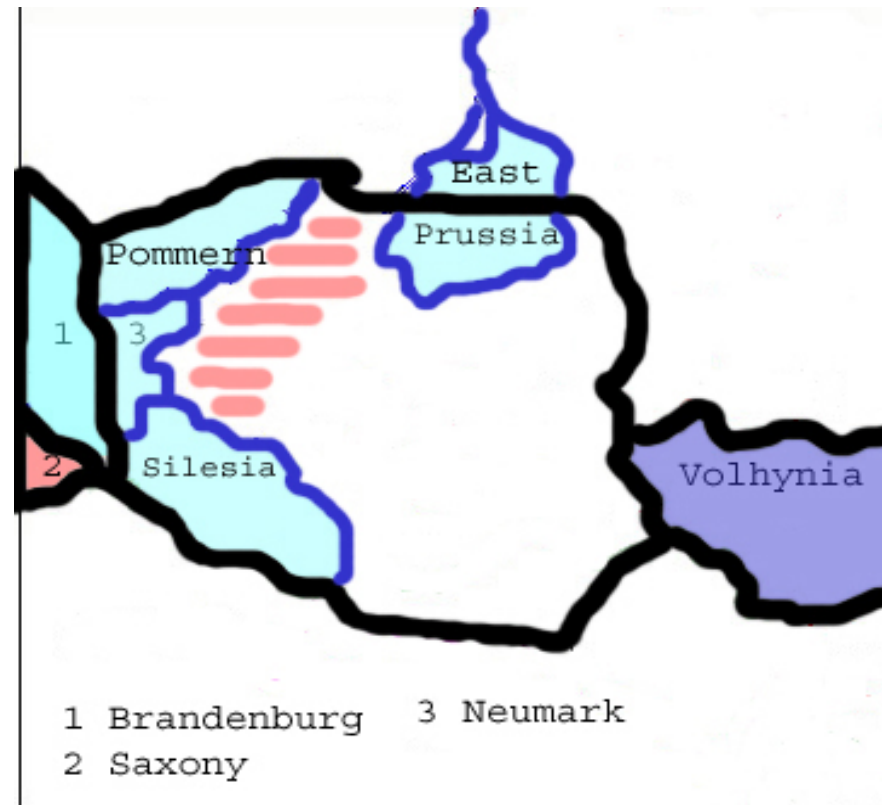 East
Prussia
Pommern
1
3
2
Silesia
Volhynia
1 Brandenburg
3 Neumark
2 Saxony